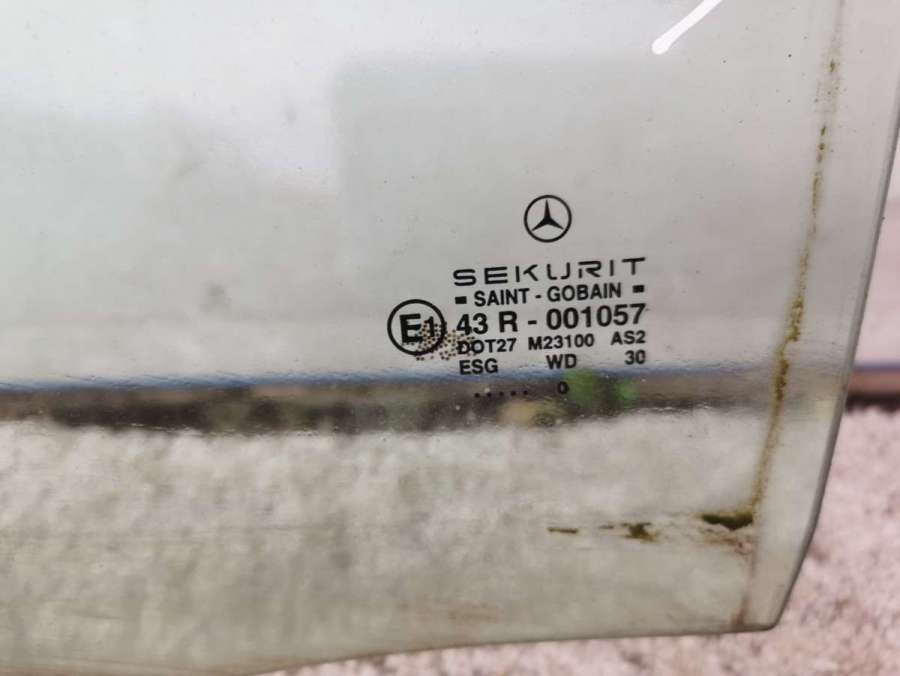 SEKURIT
SAINT - GOBAIN
E1 43 R - 001057
DOT27 M23100 AS2
ESG WD 30
..... 0